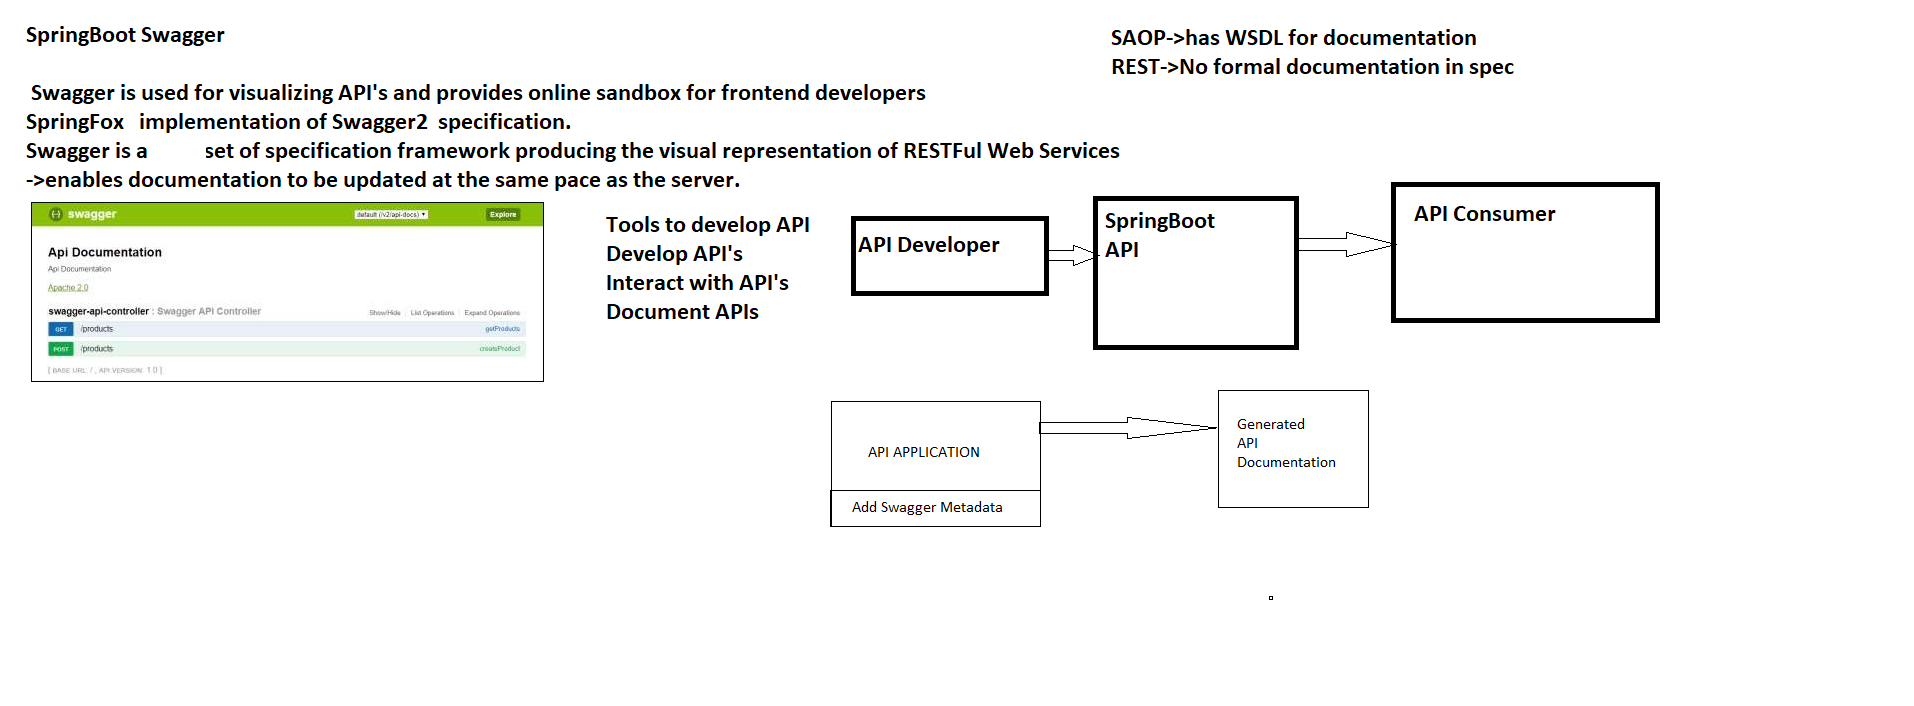 SpringBoot Swagger
SAOP->has WSDL for documentation
REST->No formal documentation in spec
Swagger is used for visualizing API's and provides online sandbox for frontend developers
SpringFox implementation of Swagger2 specification.
Swagger is a set of specification framework producing the visual representation of RESTFul Web Services
->enables documentation to be updated at the same pace as the server.
swagger
default (/v2/api-docs)
Explore
Api Documentation
Api Documentation
Apache 2.0
swagger-api-controller : Swagger API Controller
Show/Hide
List Operations
Expand Operations
GET /products getProducts
POST /products createProduct
[ BASE URL: / , API VERSION: 1.0 ]
Tools to develop API
Develop API's
Interact with API's
Document APIs
API Developer
SpringBoot
API
API Consumer
API APPLICATION
Add Swagger Metadata
Generated
API
Documentation